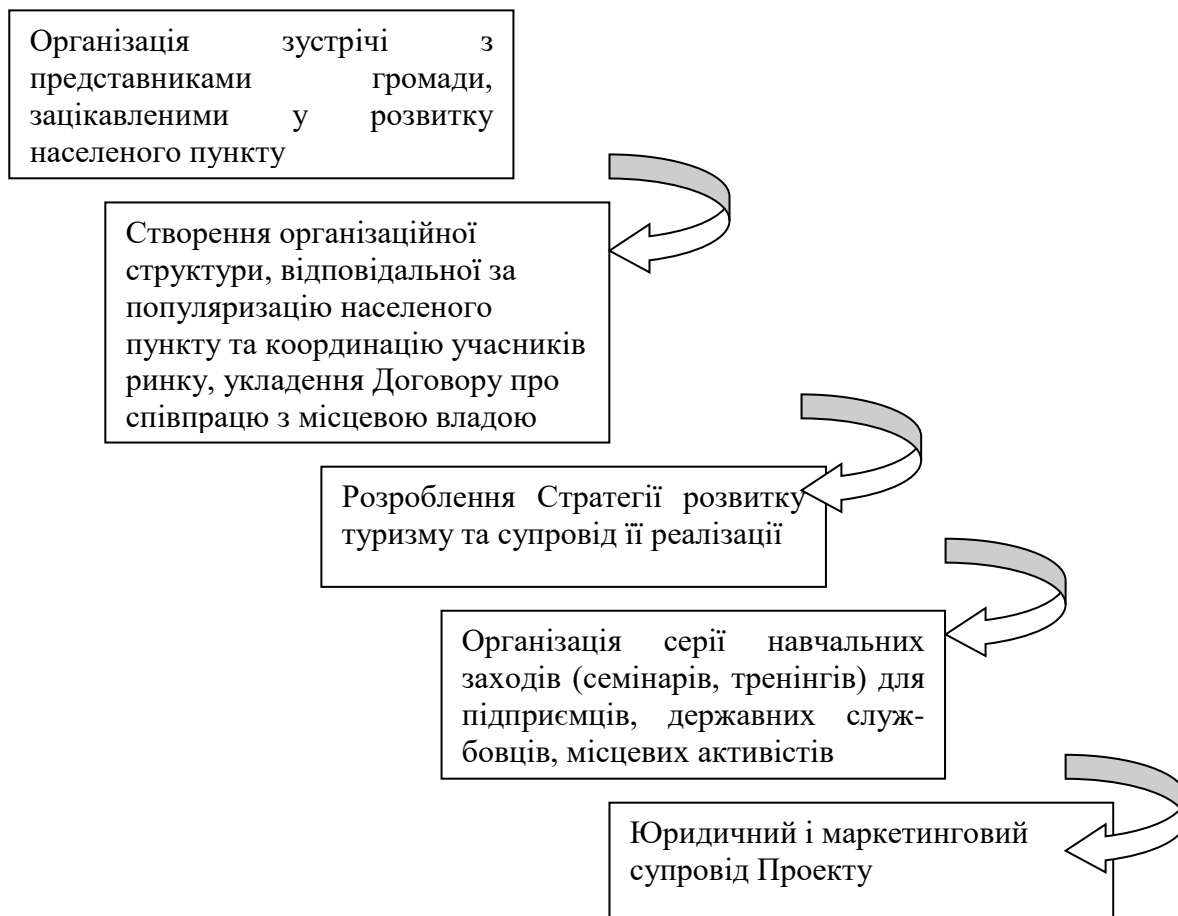 Організація зустрічі з
представниками громади,
зацікавленими у розвитку
населеного пункту
Створення організаційної
структури, відповідальної за
популяризацію населеного
пункту та координацію учасників
ринку, укладення Договору про
співпрацю з місцевою владою
Розроблення Стратегії розвитку
туризму та супровід її реалізації
Організація серії навчальних
заходів (семінарів, тренінгів) для
підприємців, державних служ-
бовців, місцевих активістів
Юридичний і маркетинговий
супровід Проекту